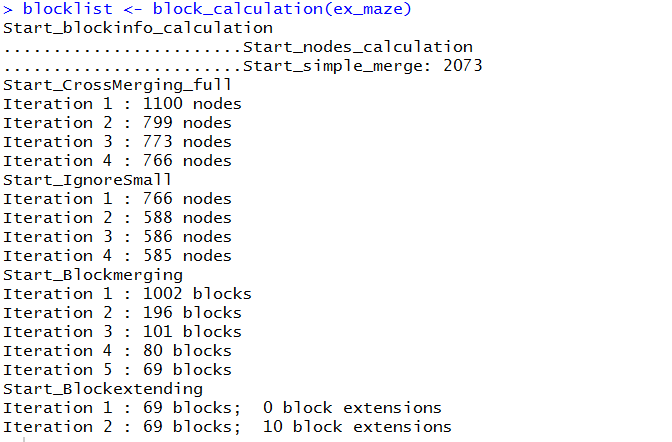 > blocklist <- block_calculation(ex_maze)
Start_blockinfo_calculation
.......................Start_nodes_calculation
.......................Start_simple_merge: 2073
Start_CrossMerging_full
Iteration 1 : 1100 nodes
Iteration 2 : 799 nodes
Iteration 3 : 773 nodes
Iteration 4 : 766 nodes
Start_IgnoreSmall
Iteration 1 : 766 nodes
Iteration 2 : 588 nodes
Iteration 3 : 586 nodes
Iteration 4 : 585 nodes
Start_Blockmerging
Iteration 1 : 1002 blocks
Iteration 2 : 196 blocks
Iteration 3 : 101 blocks
Iteration 4 : 80 blocks
Iteration 5 : 69 blocks
Start_Blockextending
Iteration 1 : 69 blocks;  0 block extensions
Iteration 2 : 69 blocks;  10 block extensions